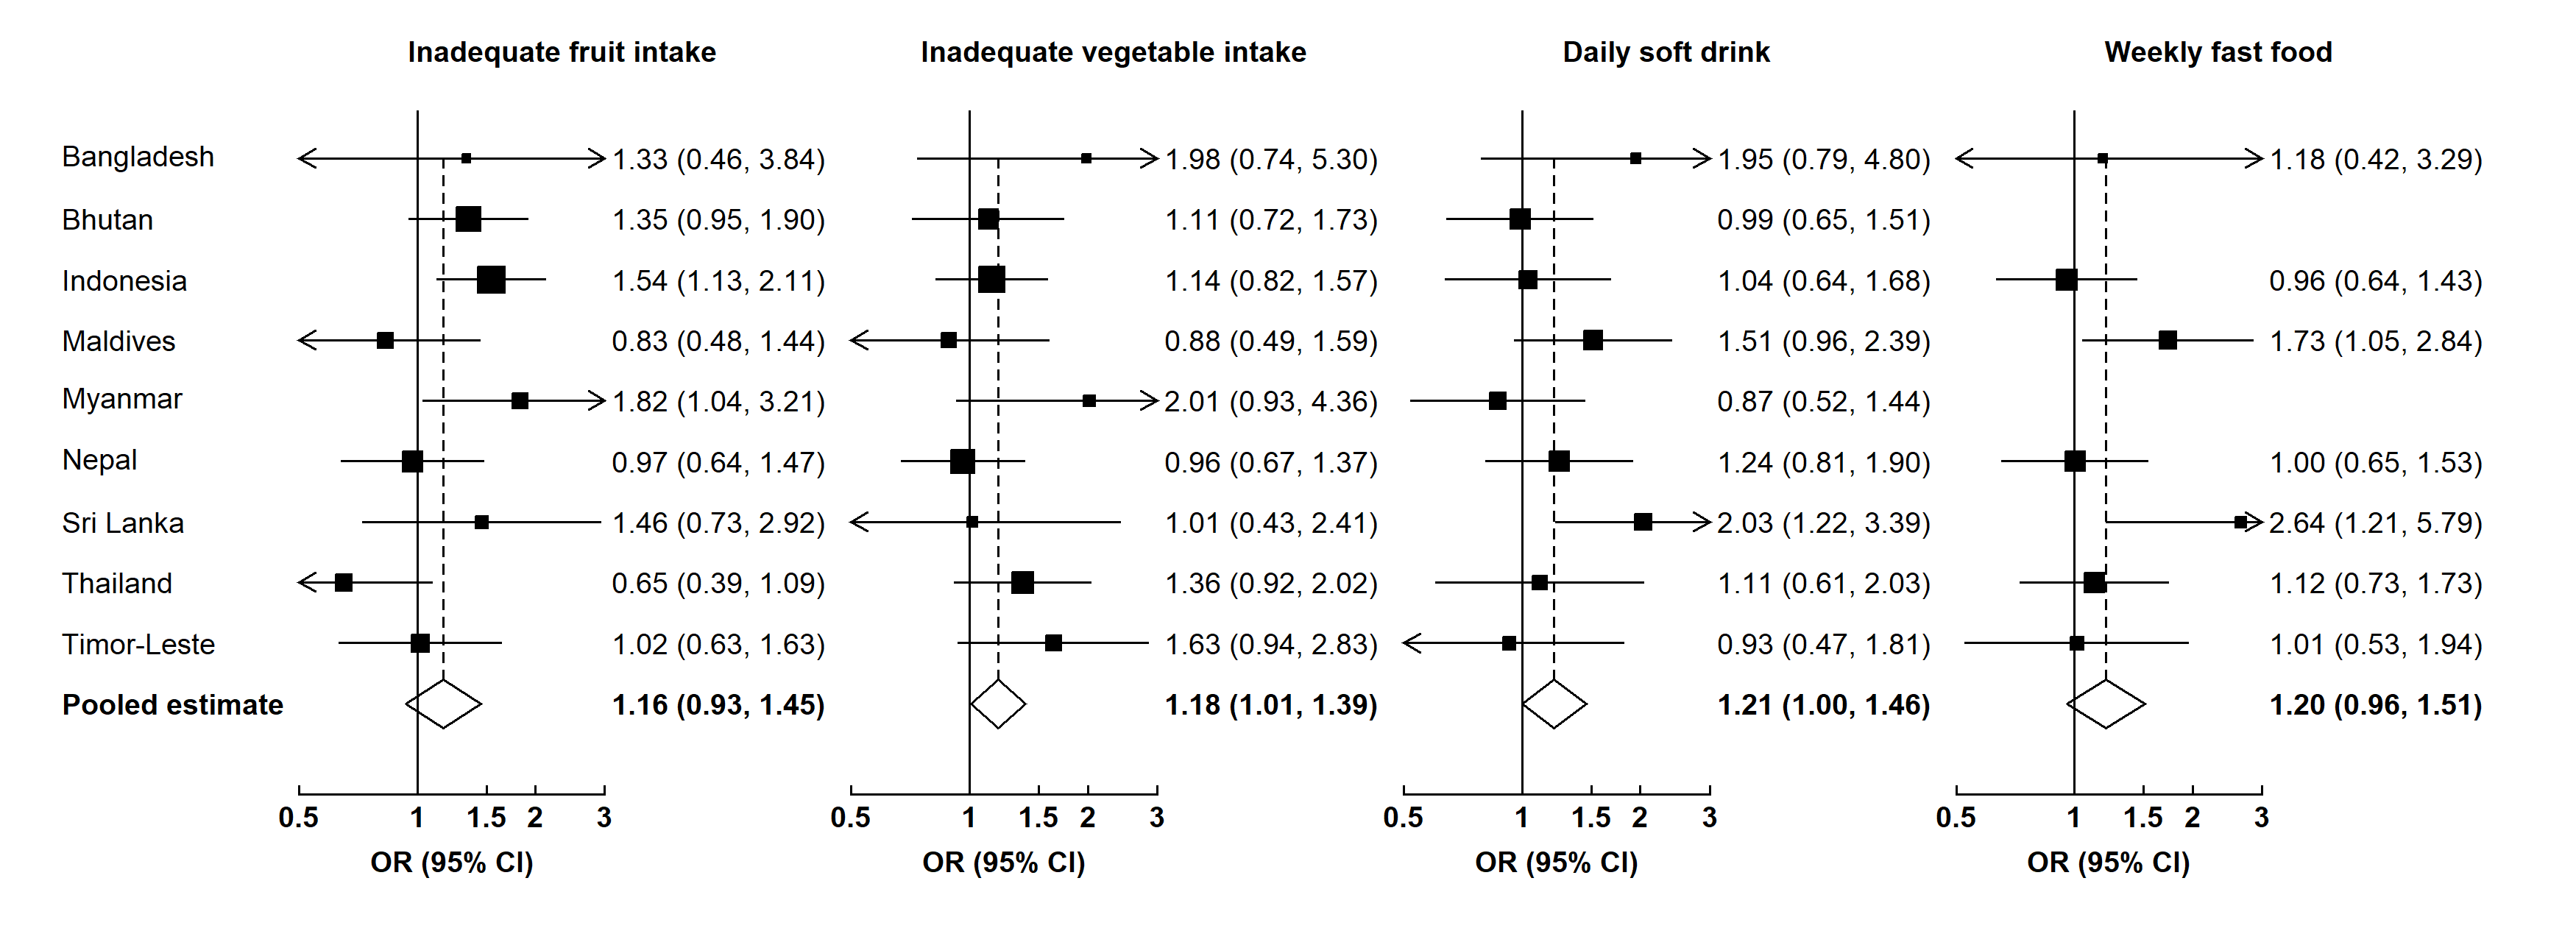 Inadequate fruit intake Inadequate vegetable intake Daily soft drink Weekly fast food
Bangladesh 1.33 (0.46, 3.84) 1.98 (0.74, 5.30) 1.95 (0.79, 4.80) 1.18 (0.42, 3.29)
Bhutan 1.35 (0.95, 1.90) 1.11 (0.72, 1.73) 0.99 (0.65, 1.51)
Indonesia 1.54 (1.13, 2.11) 1.14 (0.82, 1.57) 1.04 (0.64, 1.68) 0.96 (0.64, 1.43)
Maldives 0.83 (0.48, 1.44) 0.88 (0.49, 1.59) 1.51 (0.96, 2.39) 1.73 (1.05, 2.84)
Myanmar 1.82 (1.04, 3.21) 2.01 (0.93, 4.36) 0.87 (0.52, 1.44)
Nepal 0.97 (0.64, 1.47) 0.96 (0.67, 1.37) 1.24 (0.81, 1.90) 1.00 (0.65, 1.53)
Sri Lanka 1.46 (0.73, 2.92) 1.01 (0.43, 2.41) 2.03 (1.22, 3.39) 2.64 (1.21, 5.79)
Thailand 0.65 (0.39, 1.09) 1.36 (0.92, 2.02) 1.11 (0.61, 2.03) 1.12 (0.73, 1.73)
Timor-Leste 1.02 (0.63, 1.63) 1.63 (0.94, 2.83) 0.93 (0.47, 1.81) 1.01 (0.53, 1.94)
Pooled estimate 1.16 (0.93, 1.45) 1.18 (1.01, 1.39) 1.21 (1.00, 1.46) 1.20 (0.96, 1.51)
0.5 1 1.5 2 3 0.5 1 1.5 2 3 0.5 1 1.5 2 3 0.5 1 1.5 2 3
OR (95% CI) OR (95% CI) OR (95% CI) OR (95% CI)